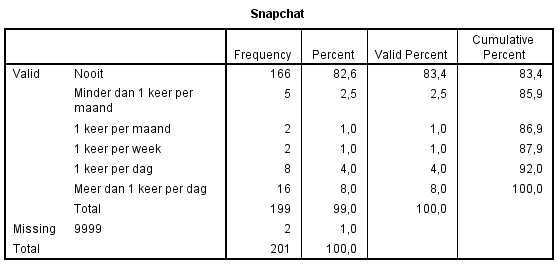 Snapchat
Cumulative
Frequency Percent Valid Percent Percent
Valid Nooit 166 82,6 83,4 83,4
Minder dan 1 keer per 5 2,5 2,5 85,9
maand
1 keer per maand 2 1,0 1,0 86,9
1 keer per week 2 1,0 1,0 87,9
1 keer per dag 8 4,0 4,0 92,0
Meer dan 1 keer per dag 16 8,0 8,0 100,0
Total 199 99,0 100,0
Missing 9999 2 1,0
Total 201 100,0